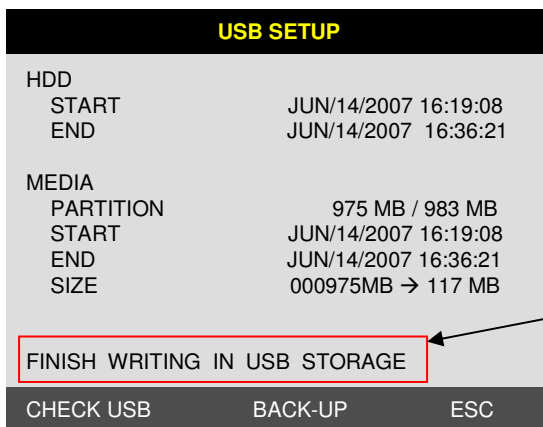 USB SETUP
HDD
START JUN/14/2007 16:19:08
END JUN/14/2007 16:36:21
MEDIA
PARTITION 975 MB / 983 MB
START JUN/14/2007 16:19:08
END JUN/14/2007 16:36:21
SIZE 000975MB → 117 MB
FINISH WRITING IN USB STORAGE
CHECK USB BACK-UP ESC